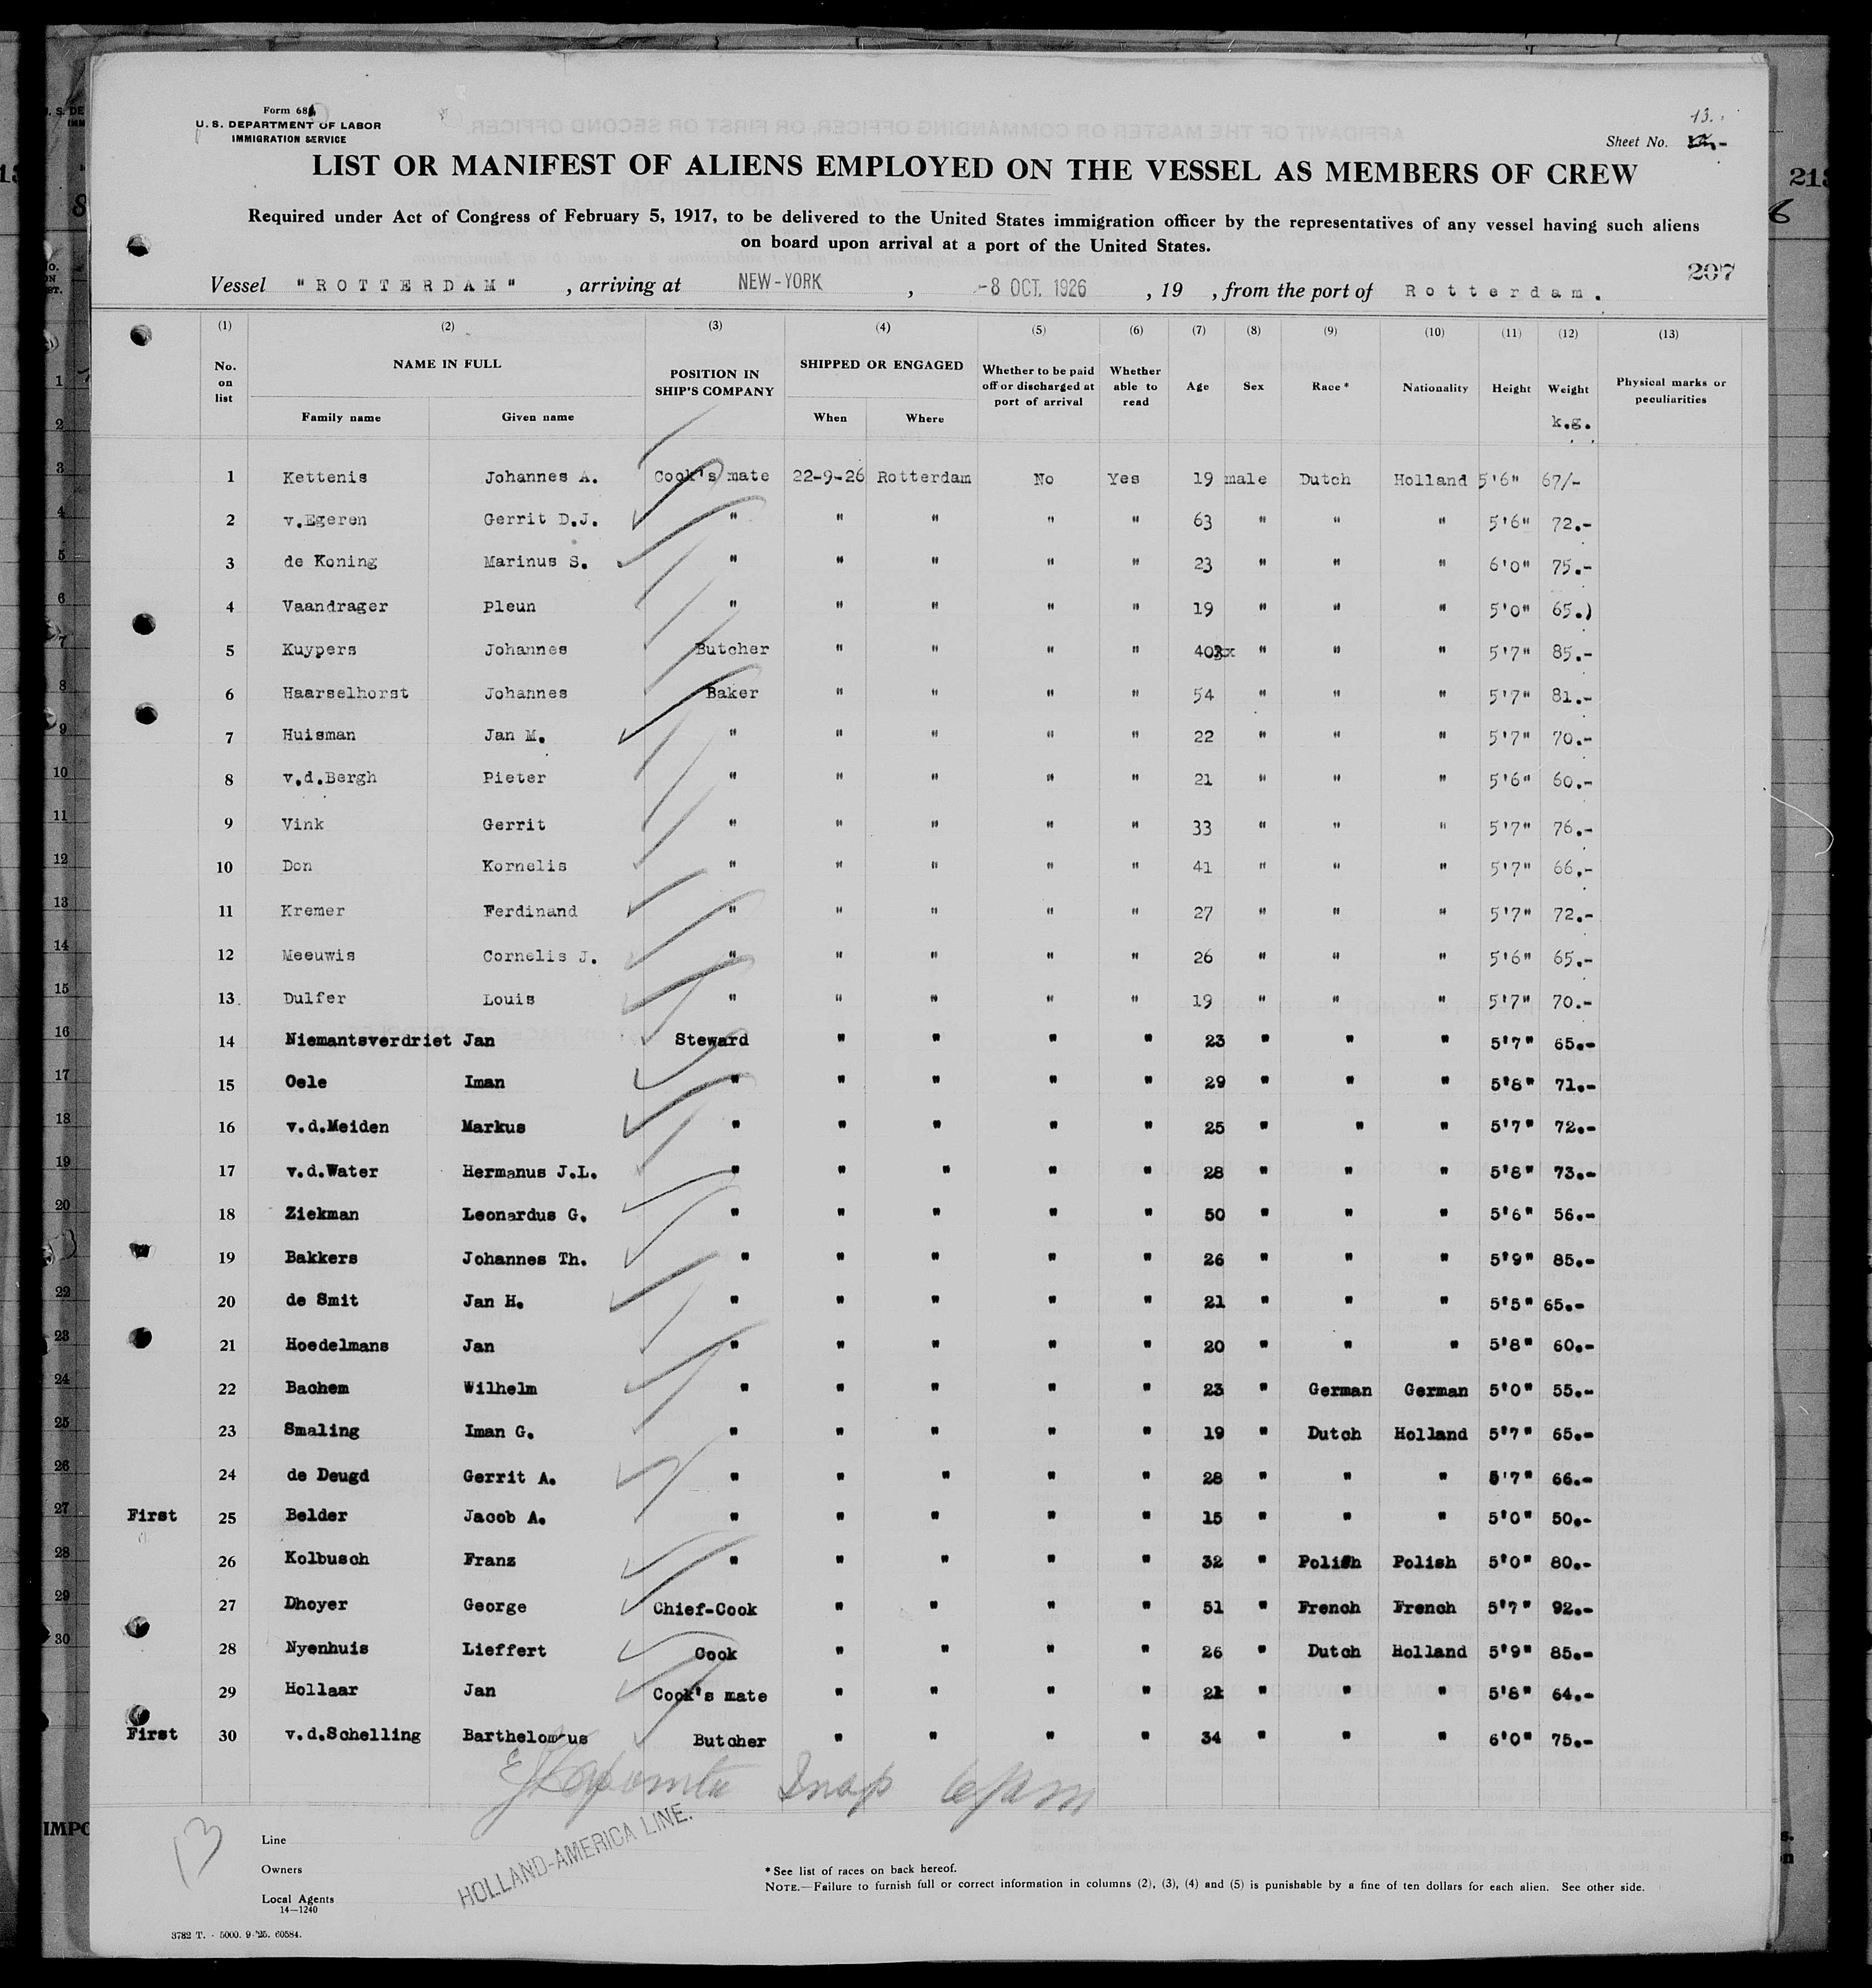 Form 681
U. S. DEPARTMENT OF LABOR
IMMIGRATION SERVICE
13.
Sheet No.
LIST OR MANIFEST OF ALIENS EMPLOYED ON THE VESSEL AS MEMBERS OF CREW
Required under Act of Congress of February 5, 1917, to be delivered to the United States immigration officer by the representatives of any vessel having such aliens
on board upon arrival at a port of the United States.
207
Vessel "ROTTERDAM", arriving at NEW-YORK, -8 OCT. 1926, 19 , from the port of Rotterdam.
(1) (2) (3) (4) (5) (6) (7) (8) (9) (10) (11) (12) (13)
No. on list NAME IN FULL Family name Given name POSITION IN SHIP'S COMPANY SHIPPED OR ENGAGED When Where Whether to be paid off or discharged at port of arrival Whether able to read Age Sex Race* Nationality Height Weight k.g. Physical marks or peculiarities
1 Kettenis Johannes A. Cook's mate 22-9-26 Rotterdam No Yes 19 male Dutch Holland 5'6" 67/-
2 v.Egeren Gerrit D.J. " " " " " 63 " " " 5'6" 72.-
3 de Koning Marinus S. " " " " " 23 " " " 6'0" 75.-
4 Vaandrager Pleun " " " " " 19 " " " 5'0" 65.)
5 Kuypers Johannes Butcher " " " " 40 " " " 5'7" 85.-
6 Haarselhorst Johannes Baker " " " " 54 " " " 5'7" 81.-
7 Huisman Jan M. " " " " " 22 " " " 5'7" 70.-
8 v.d.Bergh Pieter " " " " " 21 " " " 5'6" 60.-
9 Vink Gerrit " " " " " 33 " " " 5'7" 76.-
10 Don Kornelis " " " " " 41 " " " 5'7" 66.-
11 Kremer Ferdinand " " " " " 27 " " " 5'7" 72.-
12 Meeuwis Cornelis J. " " " " " 26 " " " 5'6" 65.-
13. Dulfer Louis " " " " " 19 " " " 5'7" 70.-
14 Niemantsverdriet Jan Steward " " " " 23 " " " 5'7" 65.-
15 Oele Iman " " " " " 29 " " " 5'8" 71.-
16 v.d.Meiden Markus " " " " " 25 " " " 5'7" 72.-
17 v.d.Water Hermanus J.L. " " " " " 28 " " " 5'8" 73.-
18 Ziekman Leonardus G. " " " " " 50 " " " 5'6" 56.-
19 Bakkers Johannes Th. " " " " " 26 " " " 5'9" 85.-
20 de Smit Jan H. " " " " " 21 " " " 5'5" 65.-
21 Hoedelmans Jan " " " " " 20 " " " 5'8" 60.-
22 Bachem Wilhelm " " " " " 23 " German German 5'0" 55.-
23 Smaling Iman G. " " " " " 19 " Dutch Holland 5'7" 65.-
24 de Deugd Gerrit A. " " " " " 28 " " " 5'7" 66.-
First 25 Belder Jacob A. " " " " " 15 " " " 5'0" 50.-
26 Kolbusch Franz " " " " " 32 " Polish Polish 5'0" 80.-
27 Dhoyer George Chief-Cook " " " " 51 " French French 5'7" 92.-
28 Nyenhuis Lieffert Cook " " " " 26 " Dutch Holland 5'9" 85.-
29 Hollaar Jan Cook's mate " " " " 21 " " " 5'8" 64.-
First 30 v.d.Schelling Barthelomeus Butcher " " " " 34 " " " 6'0" 75.-
Insp
13
Line
Owners
Local Agents
14—1240
HOLLAND-AMERICA LINE.
* See list of races on back hereof.
NOTE.—Failure to furnish full or correct information in columns (2), (3), (4) and (5) is punishable by a fine of ten dollars for each alien. See other side.
3782 T. - 5000. 9-'25. 60584.